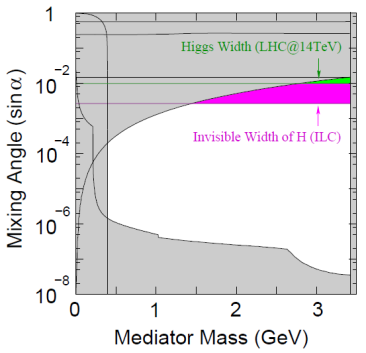 1
Higgs Width (LHC@14TeV)
10⁻²
Invisible Width of H (ILC)
10⁻⁴
10⁻⁶
10⁻⁸
Mixing Angle (sinα)
0 1 2 3
Mediator Mass (GeV)